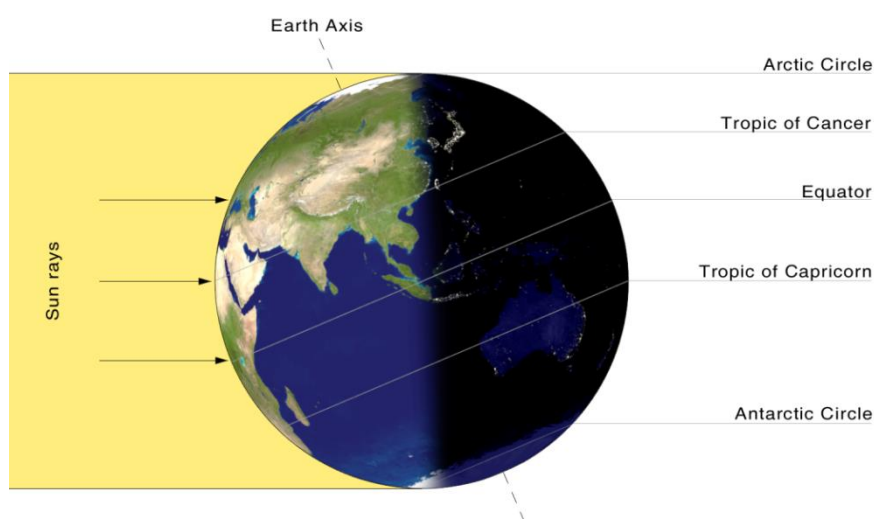 Earth Axis
Arctic Circle
Tropic of Cancer
Equator
Tropic of Capricorn
Antarctic Circle
Sun rays